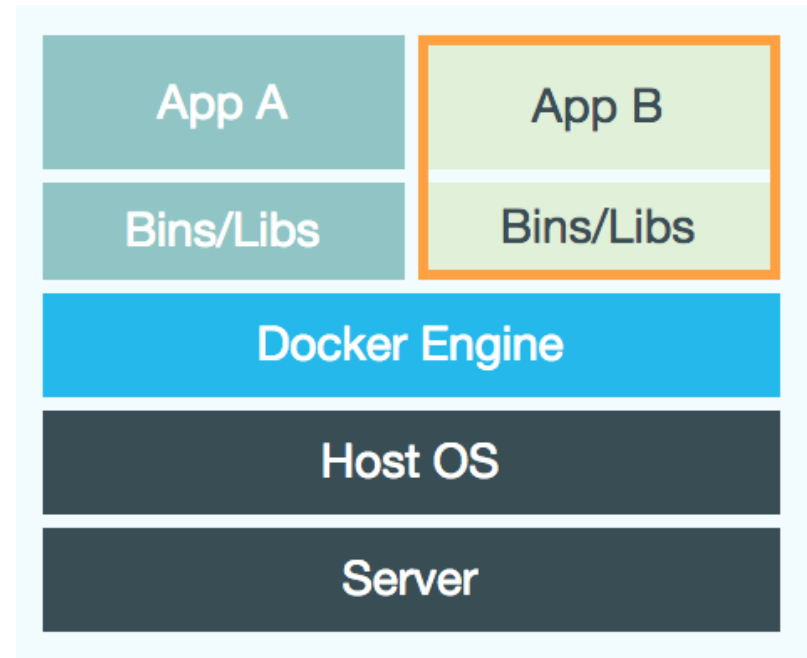 App A
App B
Bins/Libs
Bins/Libs
Docker Engine
Host OS
Server